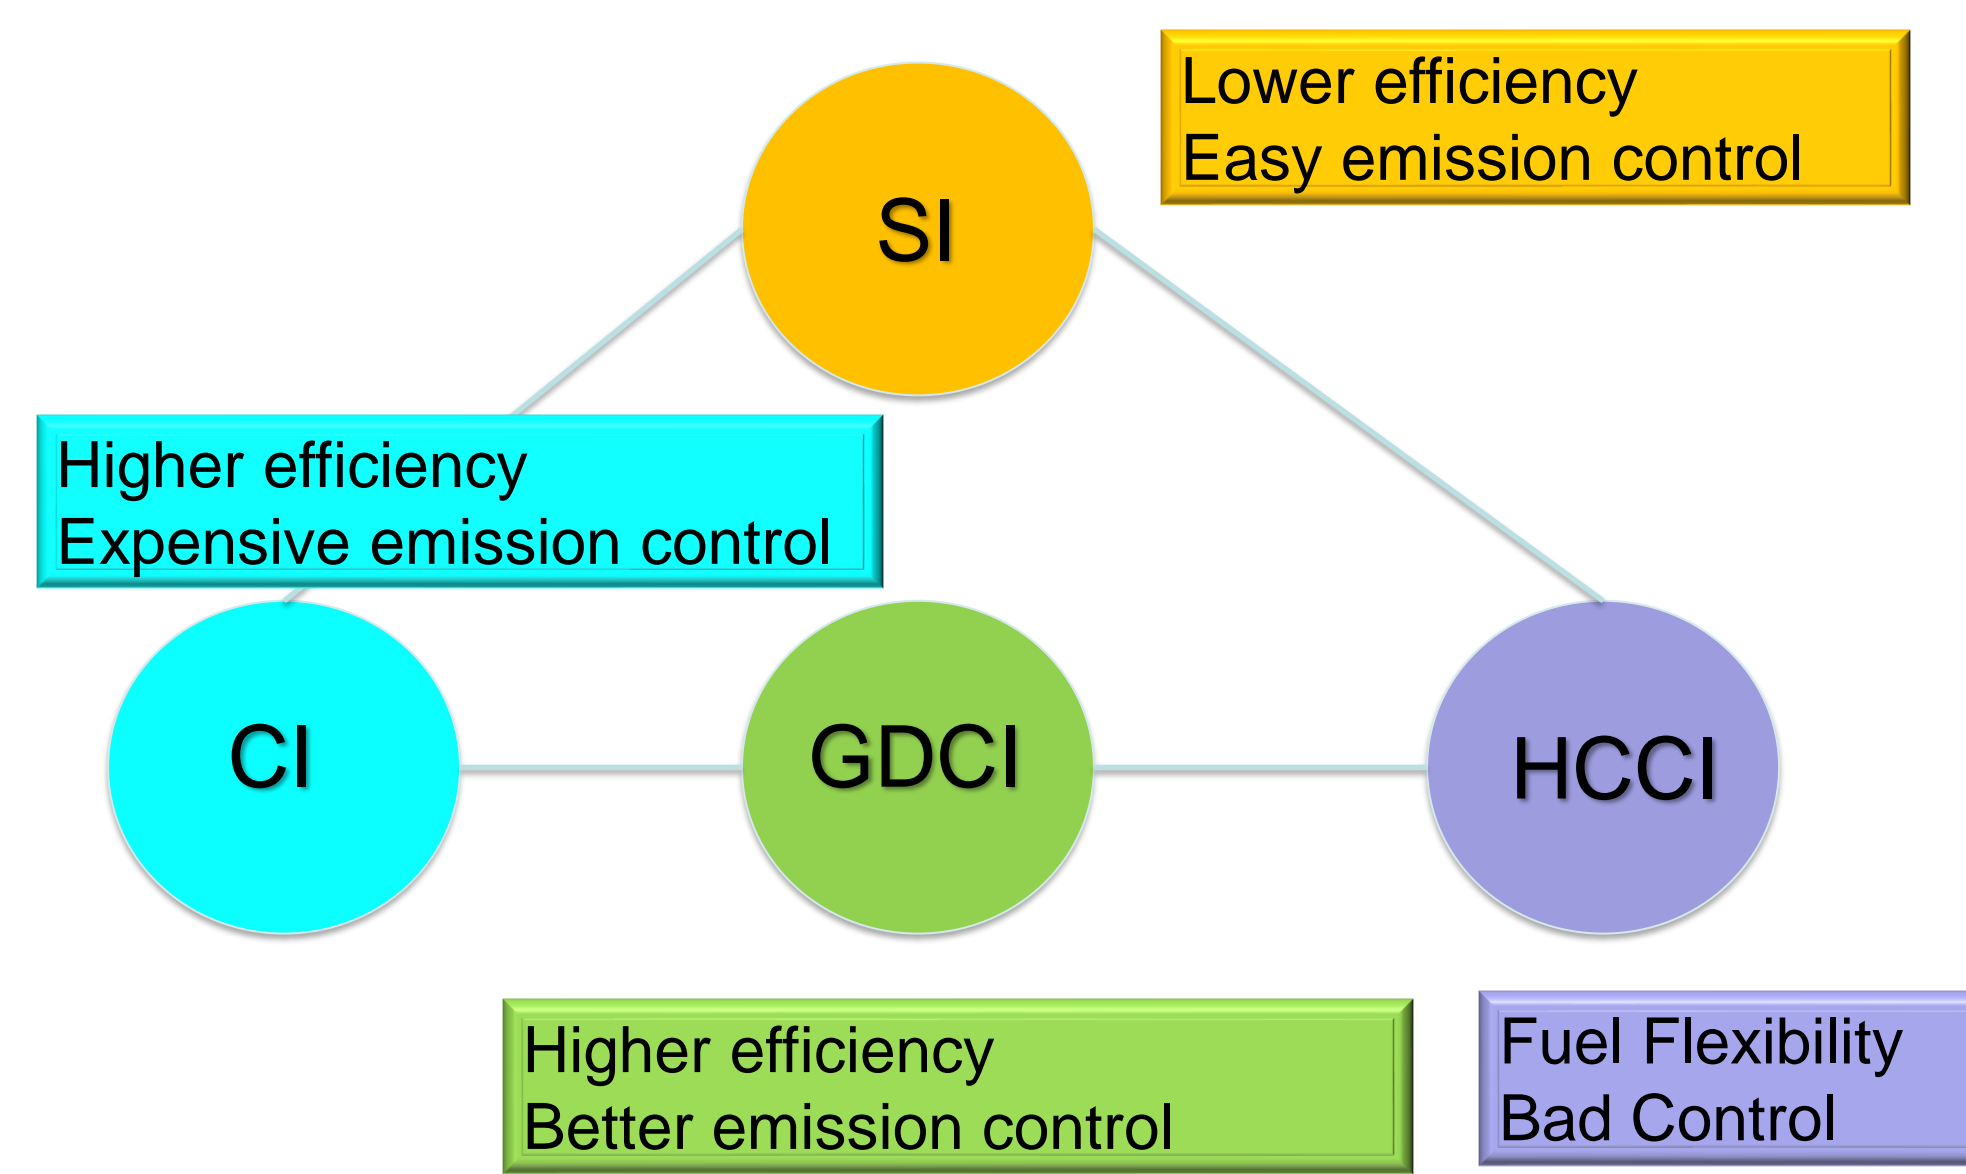 Lower efficiency
Easy emission control
SI
Higher efficiency
Expensive emission control
CI
GDCI
HCCI
Higher efficiency
Better emission control
Fuel Flexibility
Bad Control